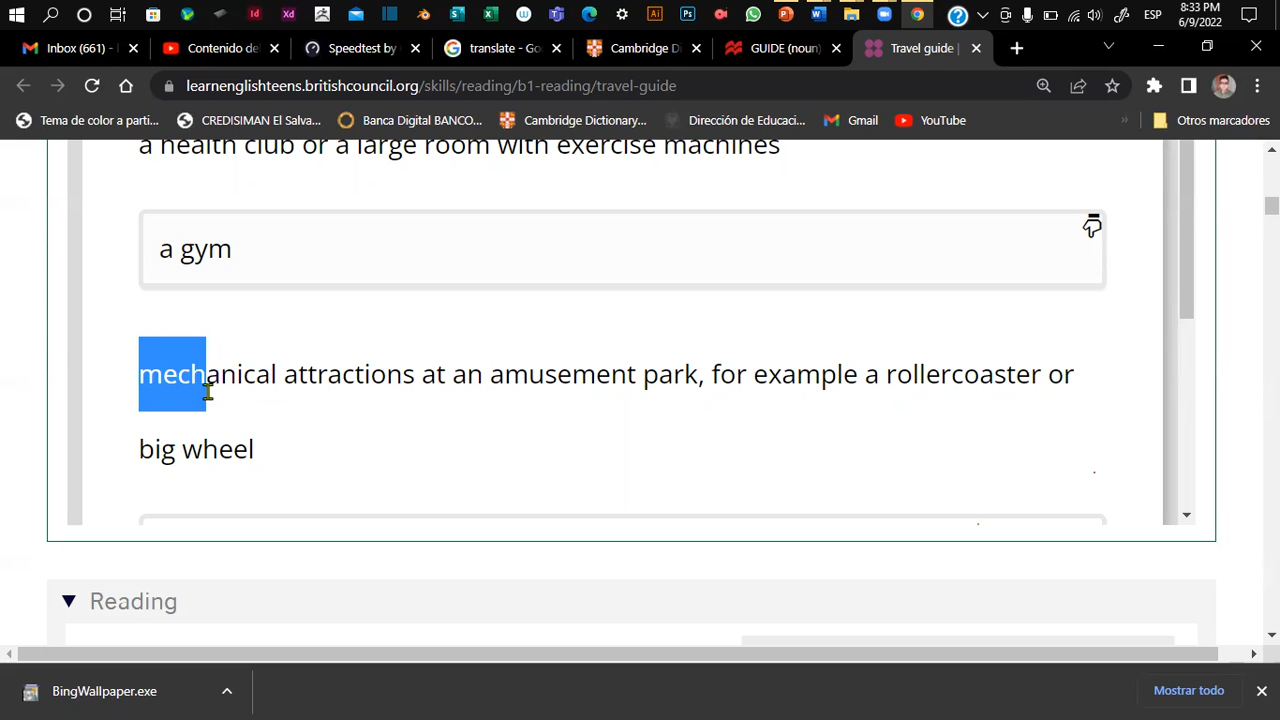 8:33 PM
ESP
6/9/2022
Inbox (661) -
Contenido de
Speedtest by
translate - Go
Cambridge D
GUIDE (noun)
Travel guide |
learnenglishteens.britishcouncil.org/skills/reading/b1-reading/travel-guide
Tema de color a parti...
CREDISIMAN El Salva...
Banca Digital BANCO...
Cambridge Dictionary...
Dirección de Educaci...
Gmail
YouTube
Otros marcadores
a health club or a large room with exercise machines
a gym
mechanical attractions at an amusement park, for example a rollercoaster or
big wheel
Reading
BingWallpaper.exe
Mostrar todo